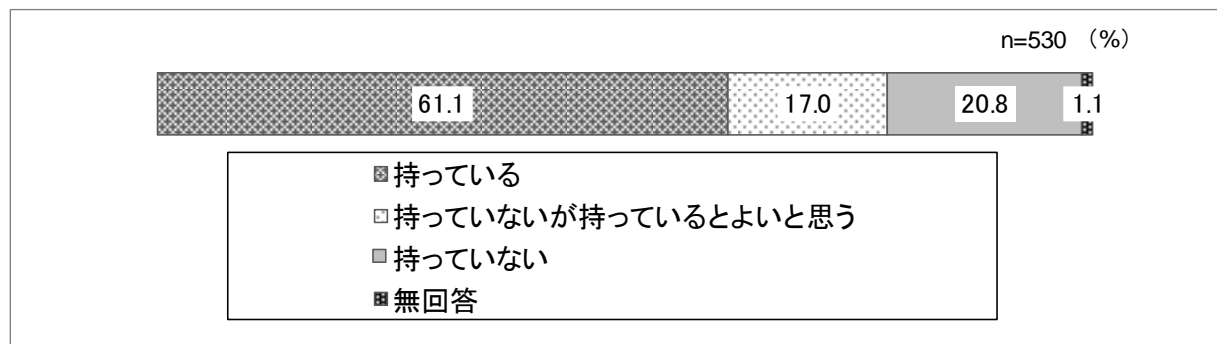 n=530 （%）
61.1 17.0 20.8 1.1
持っている
持っていないが持っているとよいと思う
持っていない
無回答